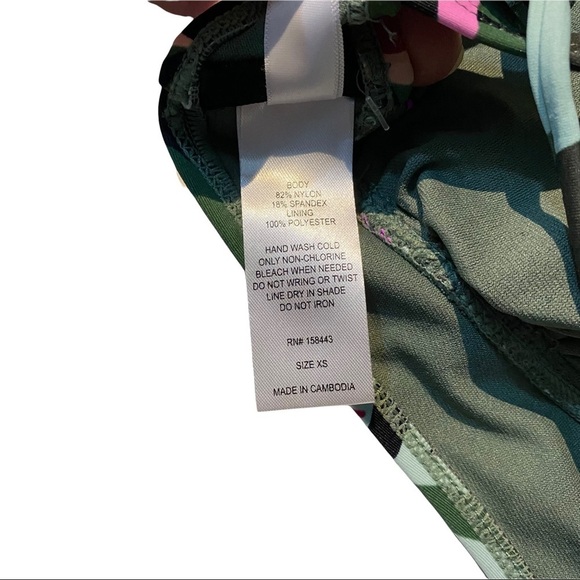 BODY
82% NYLON
18% SPANDEX
LINING
100% POLYESTER
HAND WASH COLD
ONLY NON-CHLORINE
BLEACH WHEN NEEDED
DO NOT WRING OR TWIST
LINE DRY IN SHADE
DO NOT IRON
RN# 158443
SIZE XS
MADE IN CAMBODIA